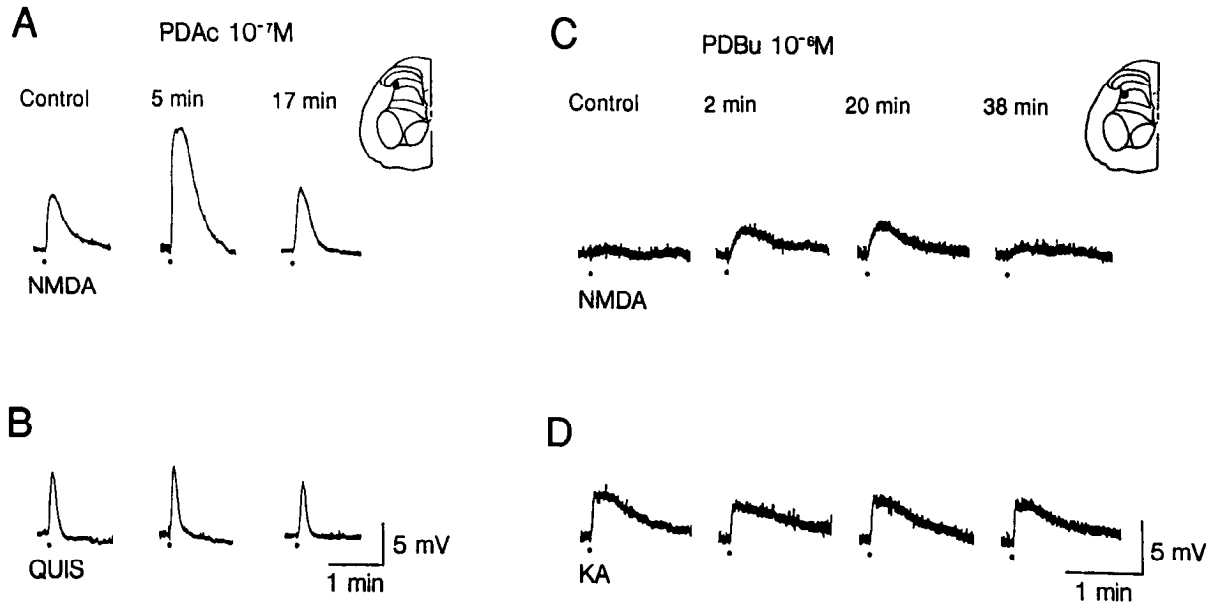 A
PDAc 10⁻⁷M
Control 5 min 17 min
NMDA
B
QUIS
5 mV
1 min
C
PDBu 10⁻⁶M
Control 2 min 20 min 38 min
NMDA
D
KA
5 mV
1 min